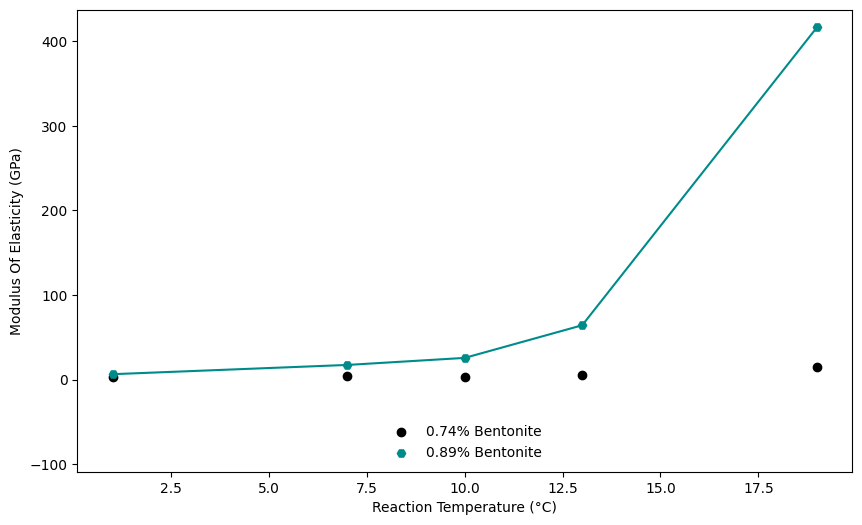 400
300
200
100
0
−100
Modulus Of Elasticity (GPa)
0.74% Bentonite
0.89% Bentonite
2.5 5.0 7.5 10.0 12.5 15.0 17.5
Reaction Temperature (°C)